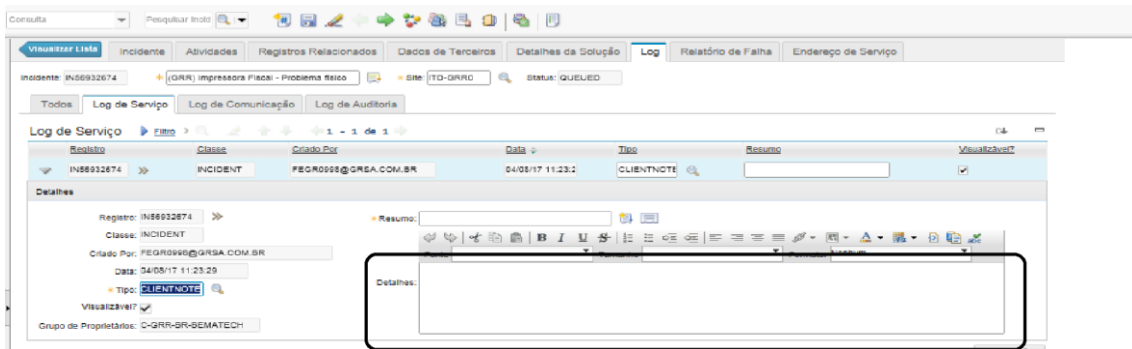 Consulta
Pesquisar Incid
Visualizar Lista Incidente Atividades Registros Relacionados Dados de Terceiros Detalhes da Solução Log Relatório de Falha Endereço de Serviço
Incidente: IN56932674 (GRR) Impressora Fiscal - Problema físico Site: ITD-GRRC Status: QUEUED
Todos Log de Serviço Log de Comunicação Log de Auditoria
Log de Serviço Filtro 1 - 1 de 1
Registro Classe Criado Por Data Tipo Resumo Visualizável?
IN56932674 INCIDENT FEGR0998@GRSA.COM.BR 04/08/17 11:23:2 CLIENTNOTE
Detalhes
Registro: IN56932674 Resumo:
Classe: INCIDENT
Criado Por: FEGR0998@GRSA.COM.BR
Data: 04/08/17 11:23:29
Detalhes:
Tipo: CLIENTNOTE
Visualizável?
Grupo de Proprietários: C-GRR-BR-BEMATECH